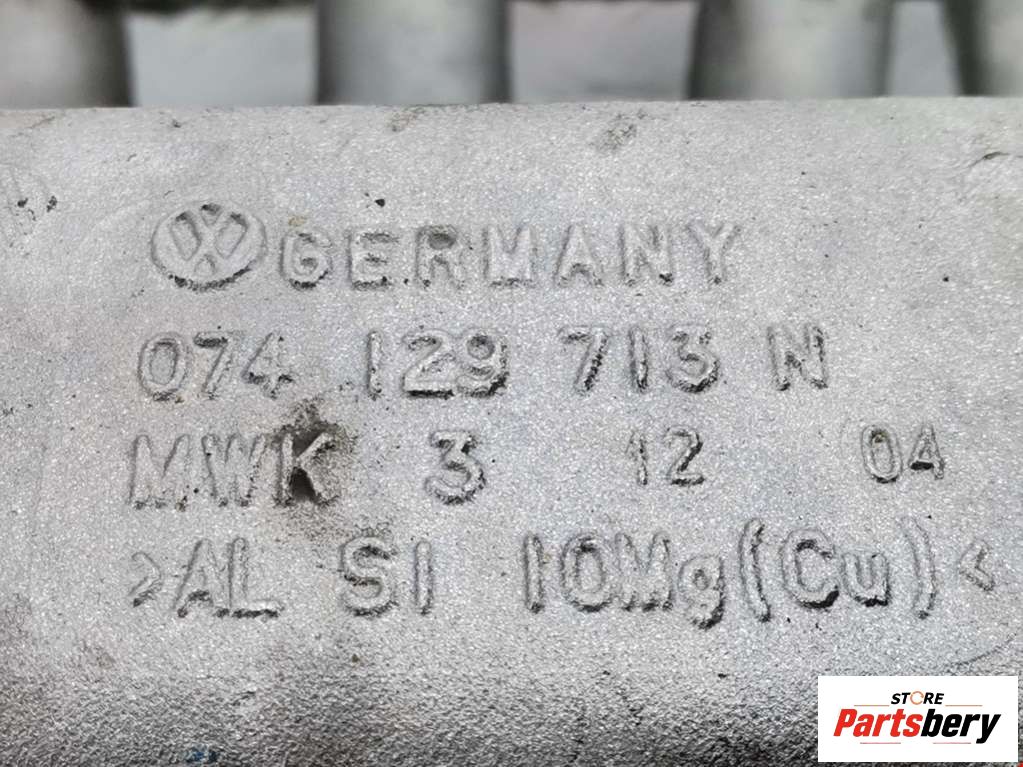 GERMANY
074 129 713 N
MWK 3 12 04
>AL SI 10Mg(Cu)<
STORE
Partsbery